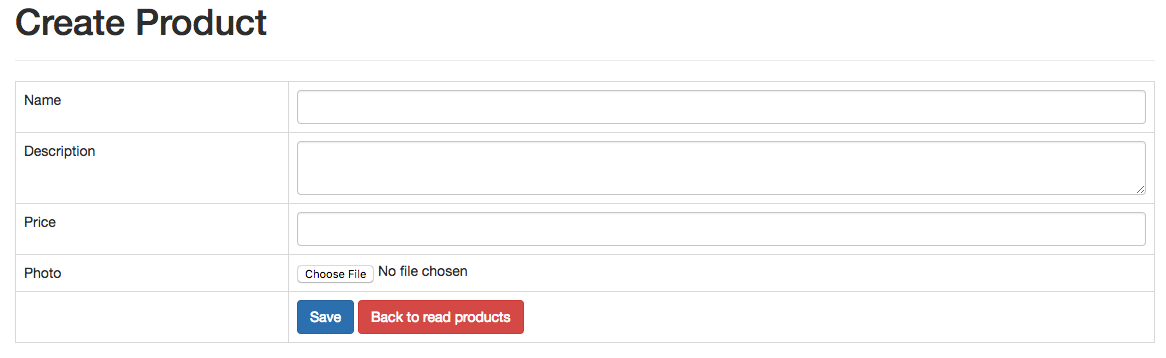 Create Product
Name
Description
Price
Photo
Choose File No file chosen
Save Back to read products